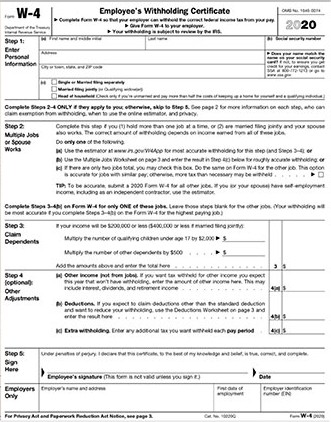 Form W-4
Department of the Treasury
Internal Revenue Service
Employee's Withholding Certificate
▶ Complete Form W-4 so that your employer can withhold the correct federal income tax from your pay.
▶ Give Form W-4 to your employer.
▶ Your withholding is subject to review by the IRS.
OMB No. 1545-0074
2020
Step 1:
Enter
Personal
Information
(a) First name and middle initial
Last name
(b) Social security number
Address
City or town, state, and ZIP code
▶ Does your name match the
name on your social security
card? If not, to ensure you get
credit for your earnings, contact
SSA at 800-772-1213 or go to
www.ssa.gov.
(c)
Single or Married filing separately
Married filing jointly (or Qualifying widow(er))
Head of household (Check only if you're unmarried and pay more than half the costs of keeping up a home for yourself and a qualifying individual.)
Complete Steps 2–4 ONLY if they apply to you; otherwise, skip to Step 5. See page 2 for more information on each step, who can
claim exemption from withholding, when to use the online estimator, and privacy.
Step 2:
Multiple Jobs
or Spouse
Works
Complete this step if you (1) hold more than one job at a time, or (2) are married filing jointly and your spouse
also works. The correct amount of withholding depends on income earned from all of these jobs.
Do only one of the following.
(a) Use the estimator at www.irs.gov/W4App for most accurate withholding for this step (and Steps 3–4); or
(b) Use the Multiple Jobs Worksheet on page 3 and enter the result in Step 4(c) below for roughly accurate withholding; or
(c) If there are only two jobs total, you may check this box. Do the same on Form W-4 for the other job. This option
is accurate for jobs with similar pay; otherwise, more tax than necessary may be withheld . . . ▶
TIP: To be accurate, submit a 2020 Form W-4 for all other jobs. If you (or your spouse) have self-employment
income, including as an independent contractor, use the estimator.
Complete Steps 3–4(b) on Form W-4 for only ONE of these jobs. Leave those steps blank for the other jobs. (Your withholding will
be most accurate if you complete Steps 3–4(b) on the Form W-4 for the highest paying job.)
Step 3:
Claim
Dependents
If your income will be $200,000 or less ($400,000 or less if married filing jointly):
Multiply the number of qualifying children under age 17 by $2,000 ▶ $
Multiply the number of other dependents by $500 . . . ▶ $
Add the amounts above and enter the total here . . . 3 $
Step 4
(optional):
Other
Adjustments
(a) Other income (not from jobs). If you want tax withheld for other income you expect
this year that won't have withholding, enter the amount of other income here. This may
include interest, dividends, and retirement income . . . 4(a) $
(b) Deductions. If you expect to claim deductions other than the standard deduction
and want to reduce your withholding, use the Deductions Worksheet on page 3 and
enter the result here . . . 4(b) $
(c) Extra withholding. Enter any additional tax you want withheld each pay period . 4(c) $
Step 5:
Sign
Here
Under penalties of perjury, I declare that this certificate, to the best of my knowledge and belief, is true, correct, and complete.
Employee's signature (This form is not valid unless you sign it.)
Date
Employers
Only
Employer's name and address
First date of
employment
Employer identification
number (EIN)
For Privacy Act and Paperwork Reduction Act Notice, see page 3.
Cat. No. 10220Q
Form W-4 (2020)